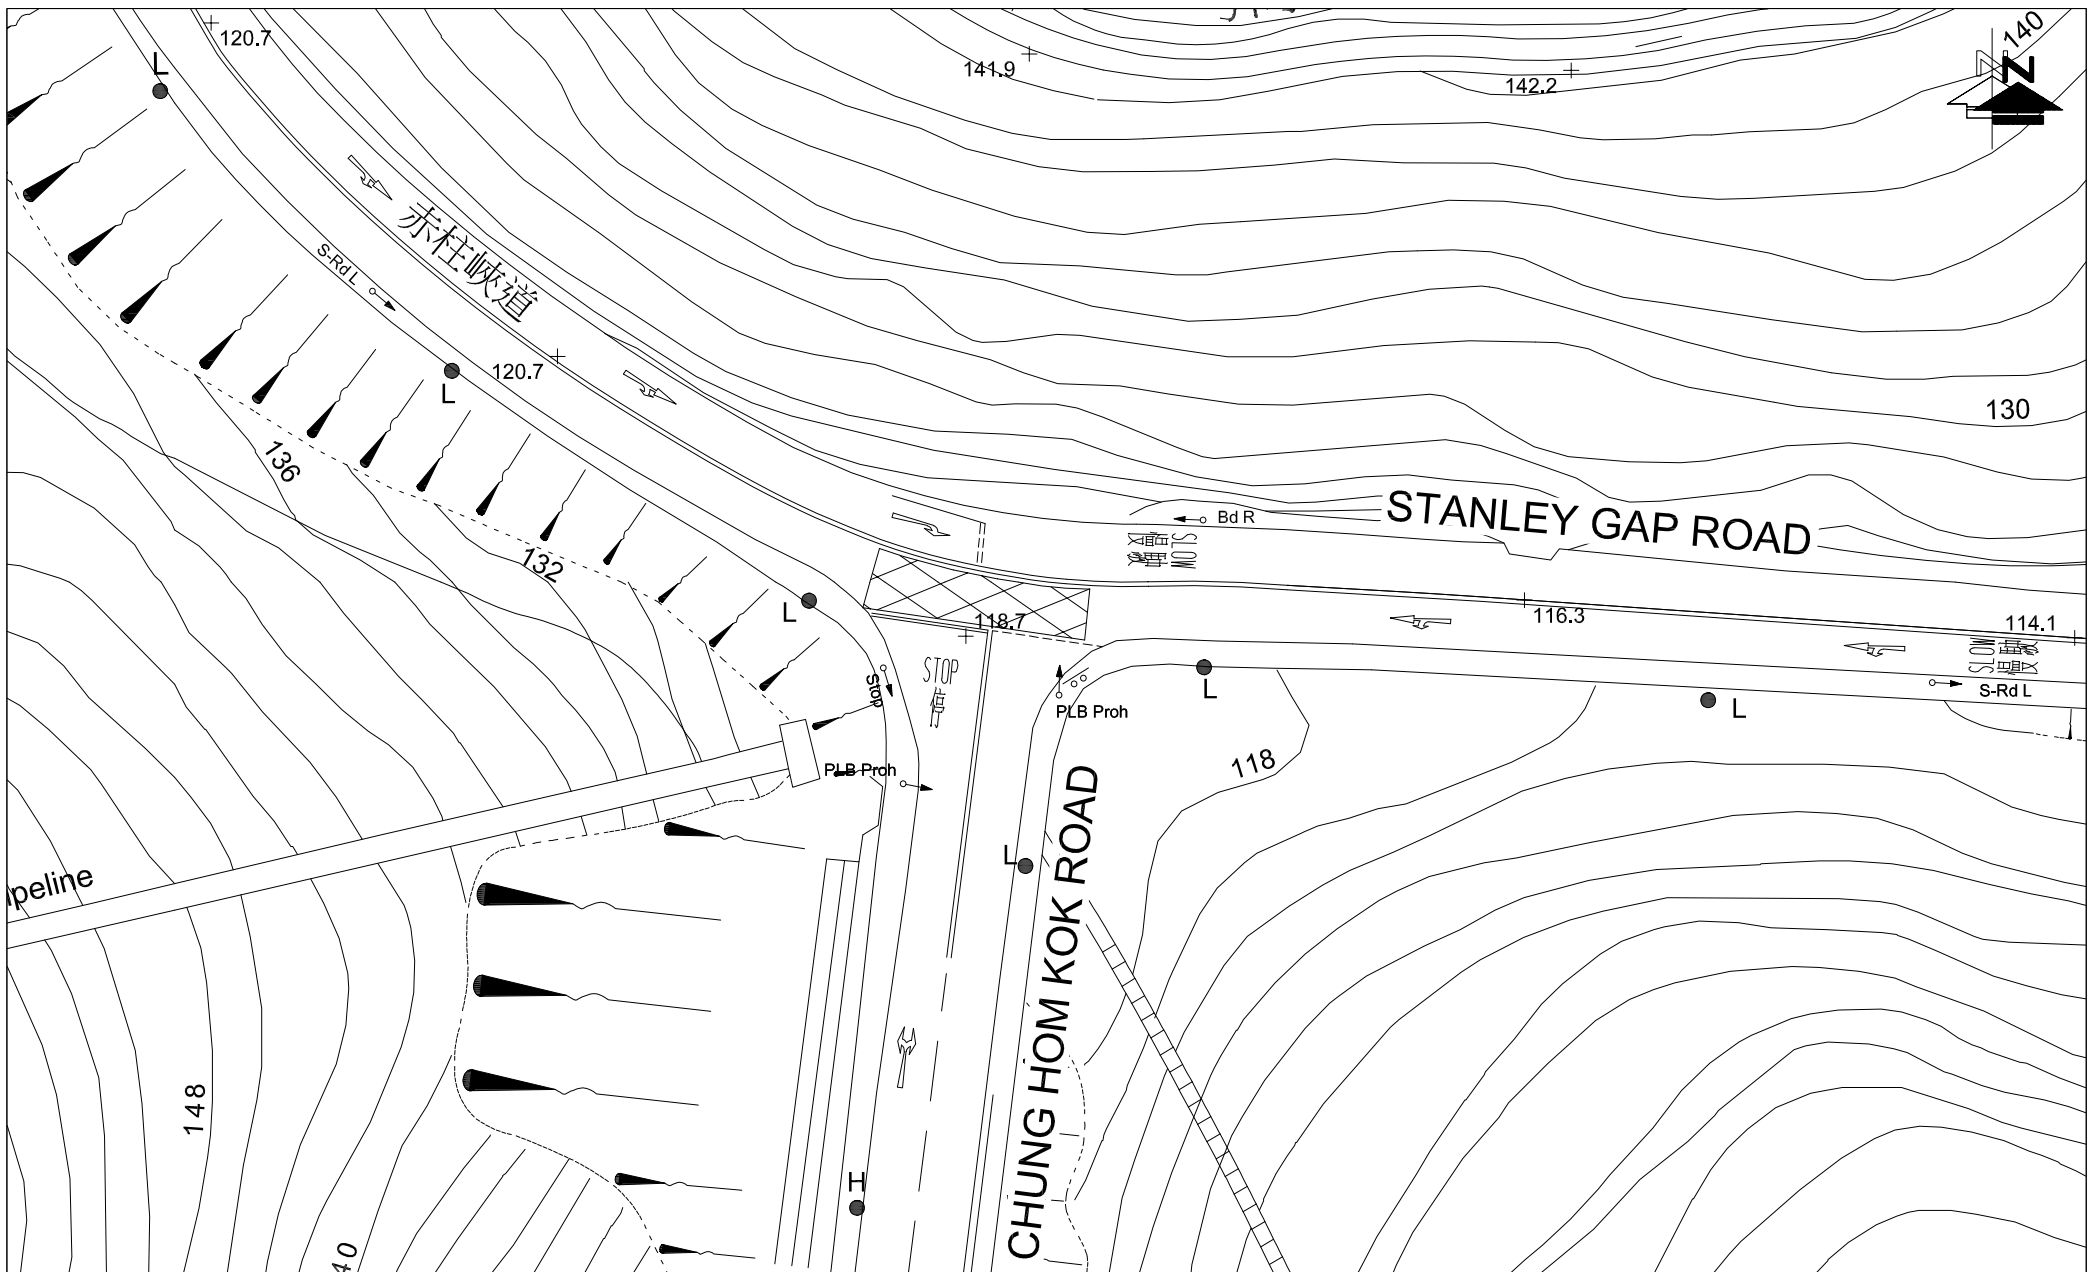 120.7
L
141.9
142.2
140
N
赤柱峽道
S-Rd L
120.7
L
130
136
132
Bd R
STANLEY GAP ROAD
慢駛
SLOW
L
118.7
116.3
114.1
SLOW
慢駛
STOP
停
Stop
L
L
S-Rd L
PLB Proh
PLB Proh
118
L
CHUNG HOM KOK ROAD
peline
148
H
40